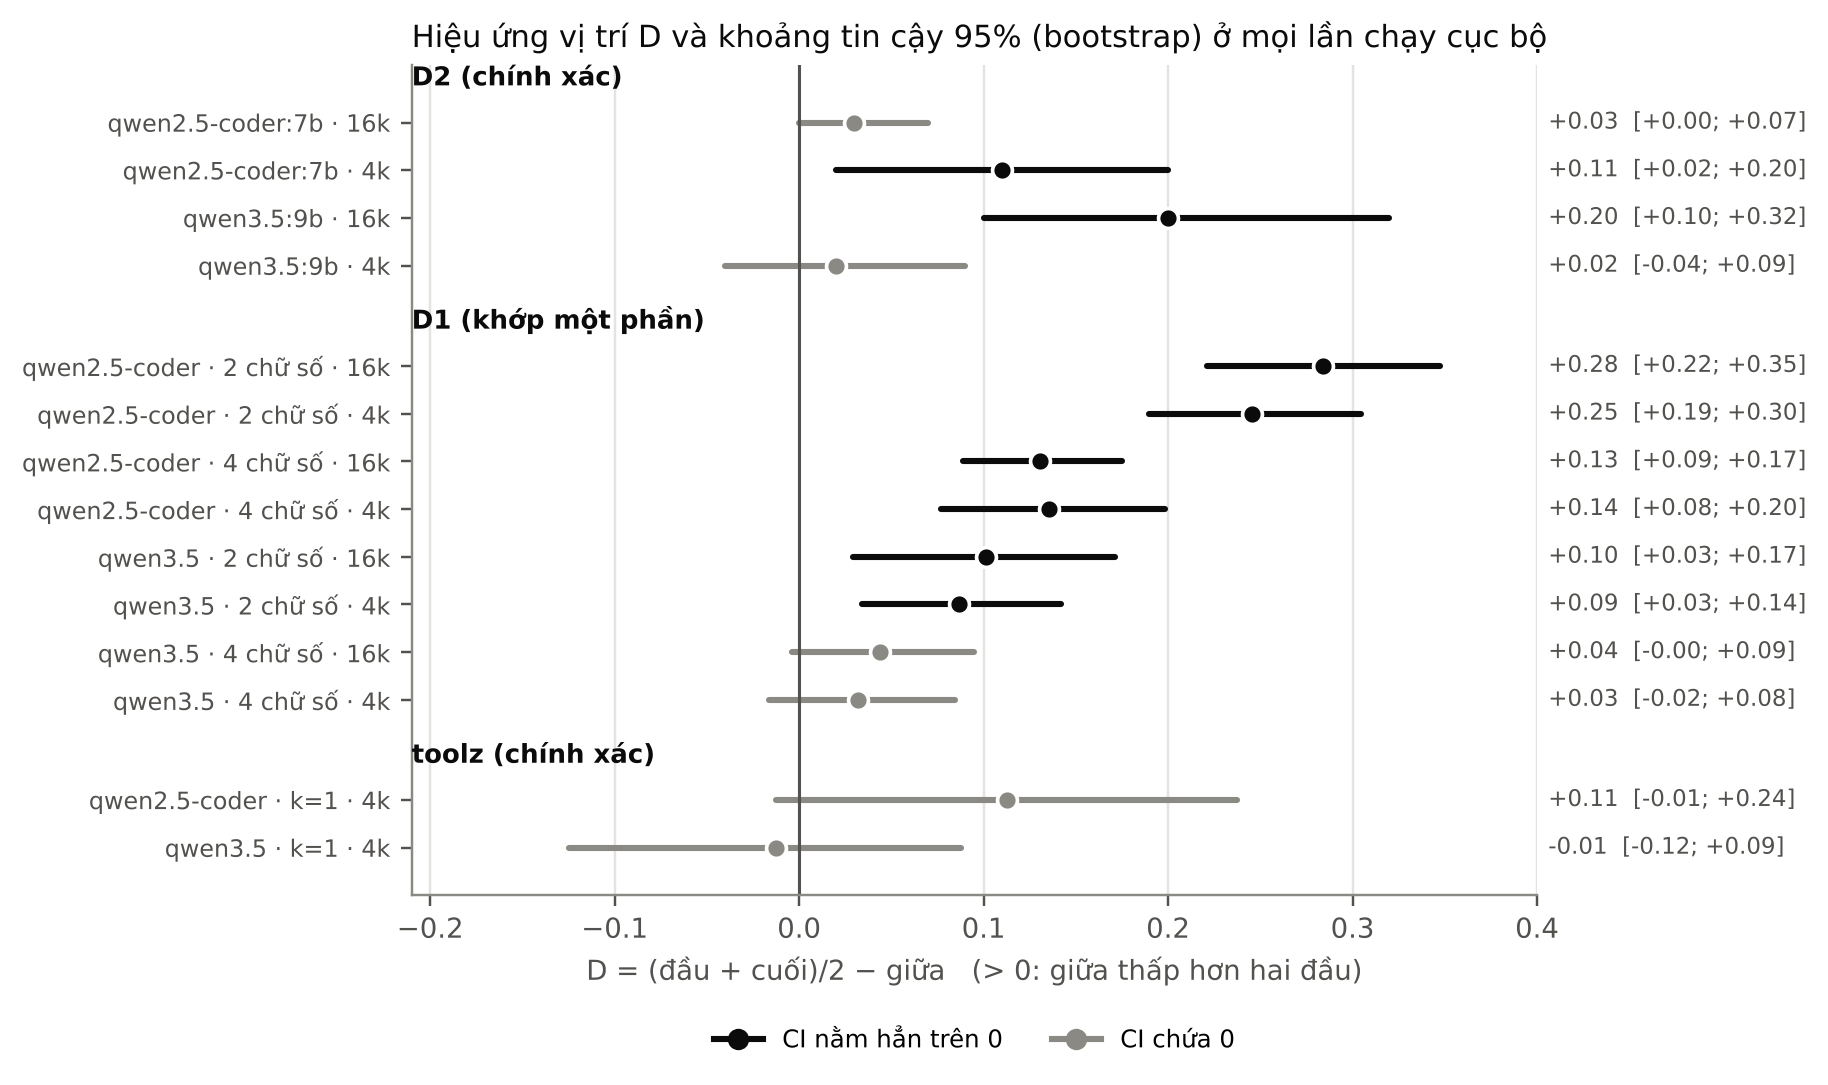 Hiệu ứng vị trí D và khoảng tin cậy 95% (bootstrap) ở mọi lần chạy cục bộ
D2 (chính xác)
qwen2.5-coder:7b · 16k +0.03 [+0.00; +0.07]
qwen2.5-coder:7b · 4k +0.11 [+0.02; +0.20]
qwen3.5:9b · 16k +0.20 [+0.10; +0.32]
qwen3.5:9b · 4k +0.02 [-0.04; +0.09]
D1 (khớp một phần)
qwen2.5-coder · 2 chữ số · 16k +0.28 [+0.22; +0.35]
qwen2.5-coder · 2 chữ số · 4k +0.25 [+0.19; +0.30]
qwen2.5-coder · 4 chữ số · 16k +0.13 [+0.09; +0.17]
qwen2.5-coder · 4 chữ số · 4k +0.14 [+0.08; +0.20]
qwen3.5 · 2 chữ số · 16k +0.10 [+0.03; +0.17]
qwen3.5 · 2 chữ số · 4k +0.09 [+0.03; +0.14]
qwen3.5 · 4 chữ số · 16k +0.04 [-0.00; +0.09]
qwen3.5 · 4 chữ số · 4k +0.03 [-0.02; +0.08]
toolz (chính xác)
qwen2.5-coder · k=1 · 4k +0.11 [-0.01; +0.24]
qwen3.5 · k=1 · 4k -0.01 [-0.12; +0.09]
−0.2 −0.1 0.0 0.1 0.2 0.3 0.4
D = (đầu + cuối)/2 − giữa (> 0: giữa thấp hơn hai đầu)
CI nằm hẳn trên 0 CI chứa 0